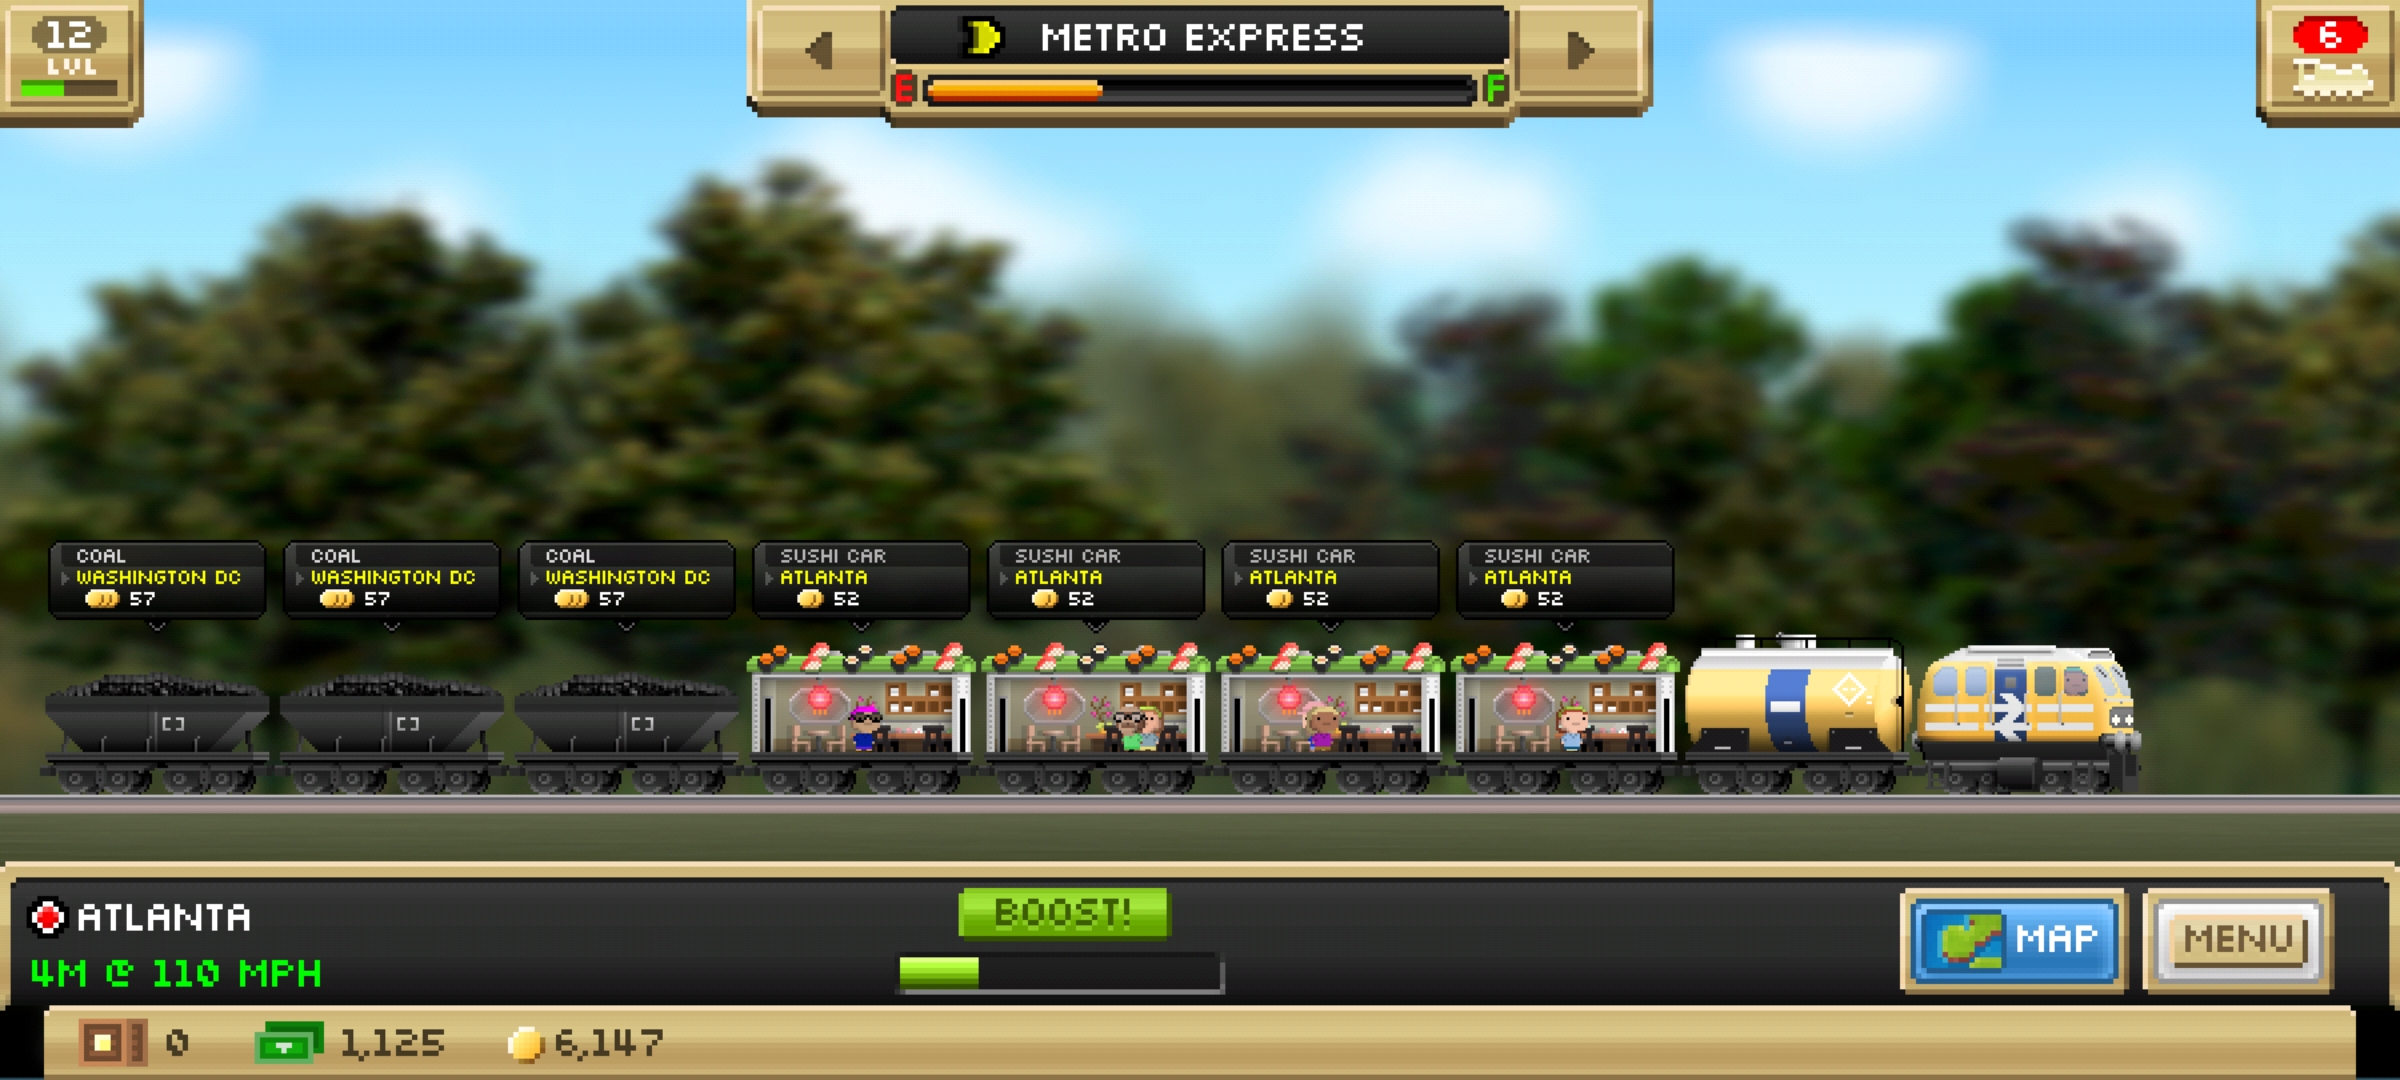 12
LVL
METRO EXPRESS
E
F
6
COAL
WASHINGTON DC
57
COAL
WASHINGTON DC
57
COAL
WASHINGTON DC
57
SUSHI CAR
ATLANTA
52
SUSHI CAR
ATLANTA
52
SUSHI CAR
ATLANTA
52
SUSHI CAR
ATLANTA
52
ATLANTA
4M @ 110 MPH
BOOST!
MAP
MENU
0
1,125
6,147